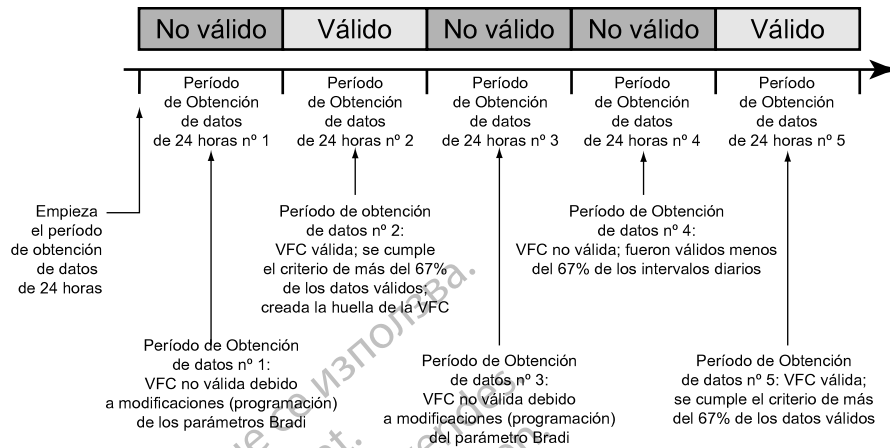 No válido Válido No válido No válido Válido
Período
de Obtención
de datos
de 24 horas nº 1
Período
de Obtención
de datos
de 24 horas nº 2
Período
de Obtención
de datos
de 24 horas nº 3
Período
de Obtención
de datos
de 24 horas nº 4
Período
de Obtención
de datos
de 24 horas nº 5
Empieza
el período
de obtención
de datos
de 24 horas
Período de obtención
de datos nº 2:
VFC válida; se cumple
el criterio de más del 67%
de los datos válidos;
creada la huella de la VFC
Período de Obtención
de datos nº 4:
VFC no válida; fueron válidos menos
del 67% de los intervalos diarios
Período de Obtención
de datos nº 1:
VFC no válida debido
a modificaciones (programación)
de los parámetros Bradi
Período de Obtención
de datos nº 3:
VFC no válida debido
a modificaciones (programación)
del parámetro Bradi
Período de Obtención
de datos nº 5: VFC válida;
se cumple el criterio de más
del 67% de los datos válidos
се използва.